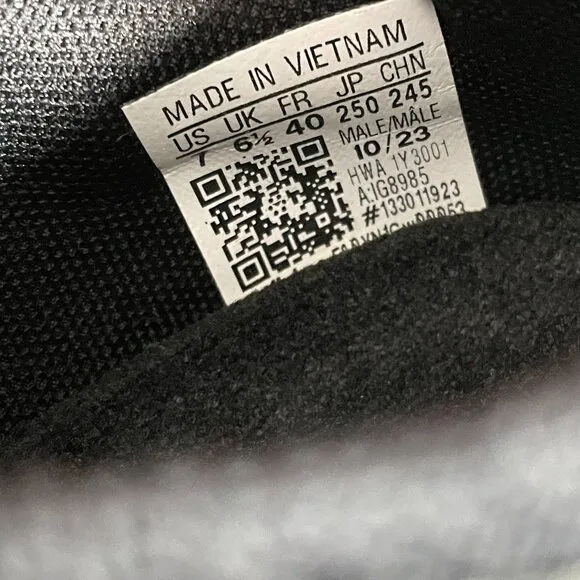 MADE IN VIETNAM
US UK FR JP CHN
7 6½ 40 250 245
MALE/MÂLE
10/23
HWA 1Y3001
A:IG8985
#133011923